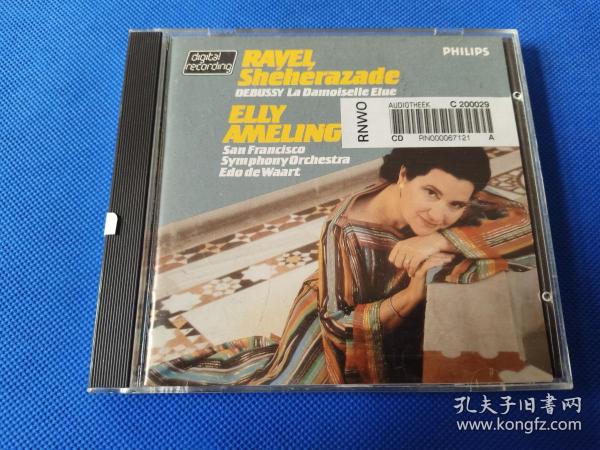 digital
recording
RAVEL
Shéhérazade
DEBUSSY La Damoiselle Elue
PHILIPS
ELLY
AMELING
San Francisco
Symphony Orchestra
Edo de Waart
RNWO
AUDIOTHEEK C 200029
CD RN000067121 A
孔夫子旧书网
www.kongfz.com